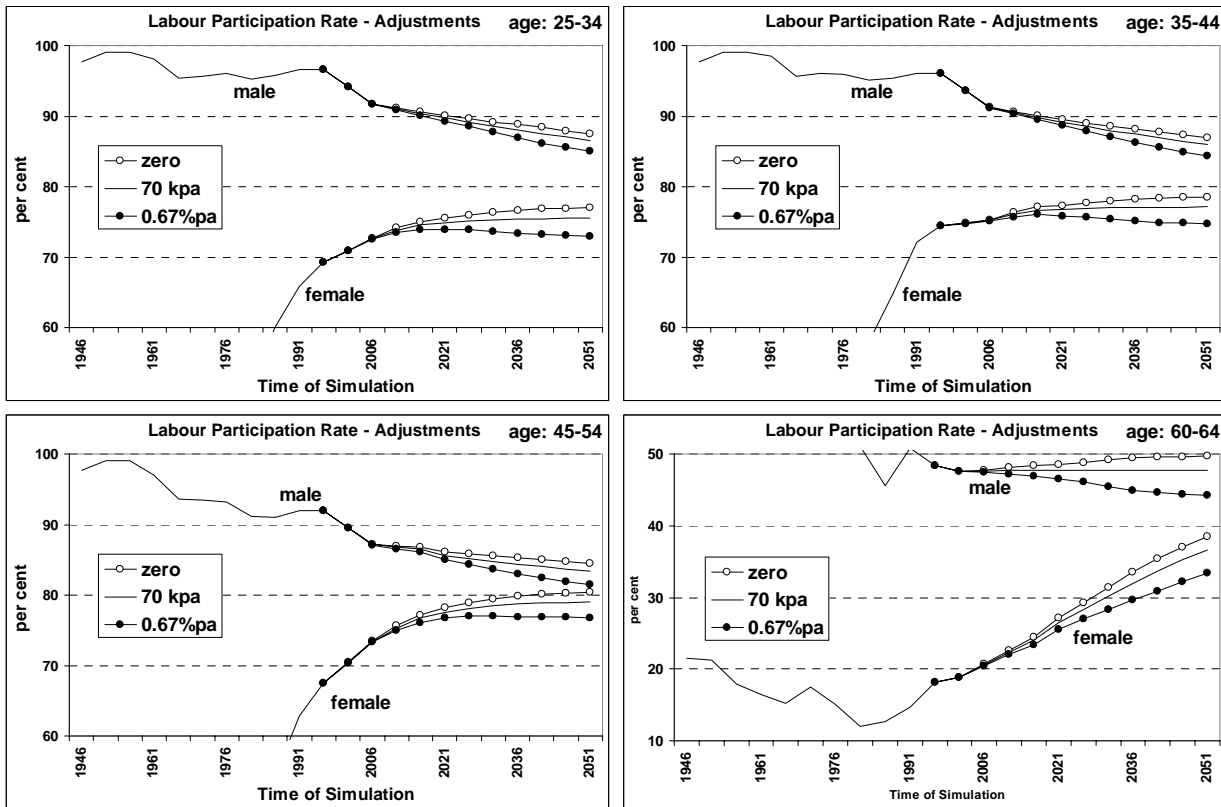 Labour Participation Rate - Adjustments age: 25-34
100
90
80
70
60
per cent
male
zero
70 kpa
0.67%pa
female
1946
1961
1976
1991
2006
2021
2036
2051
Time of Simulation
Labour Participation Rate - Adjustments age: 35-44
100
90
80
70
60
per cent
male
zero
70 kpa
0.67%pa
female
1946
1961
1976
1991
2006
2021
2036
2051
Time of Simulation
Labour Participation Rate - Adjustments age: 45-54
100
90
80
70
60
per cent
male
zero
70 kpa
0.67%pa
female
1946
1961
1976
1991
2006
2021
2036
2051
Time of Simulation
Labour Participation Rate - Adjustments age: 60-64
50
40
30
20
10
per cent
male
zero
70 kpa
0.67%pa
female
1946
1961
1976
1991
2006
2021
2036
2051
Time of Simulation